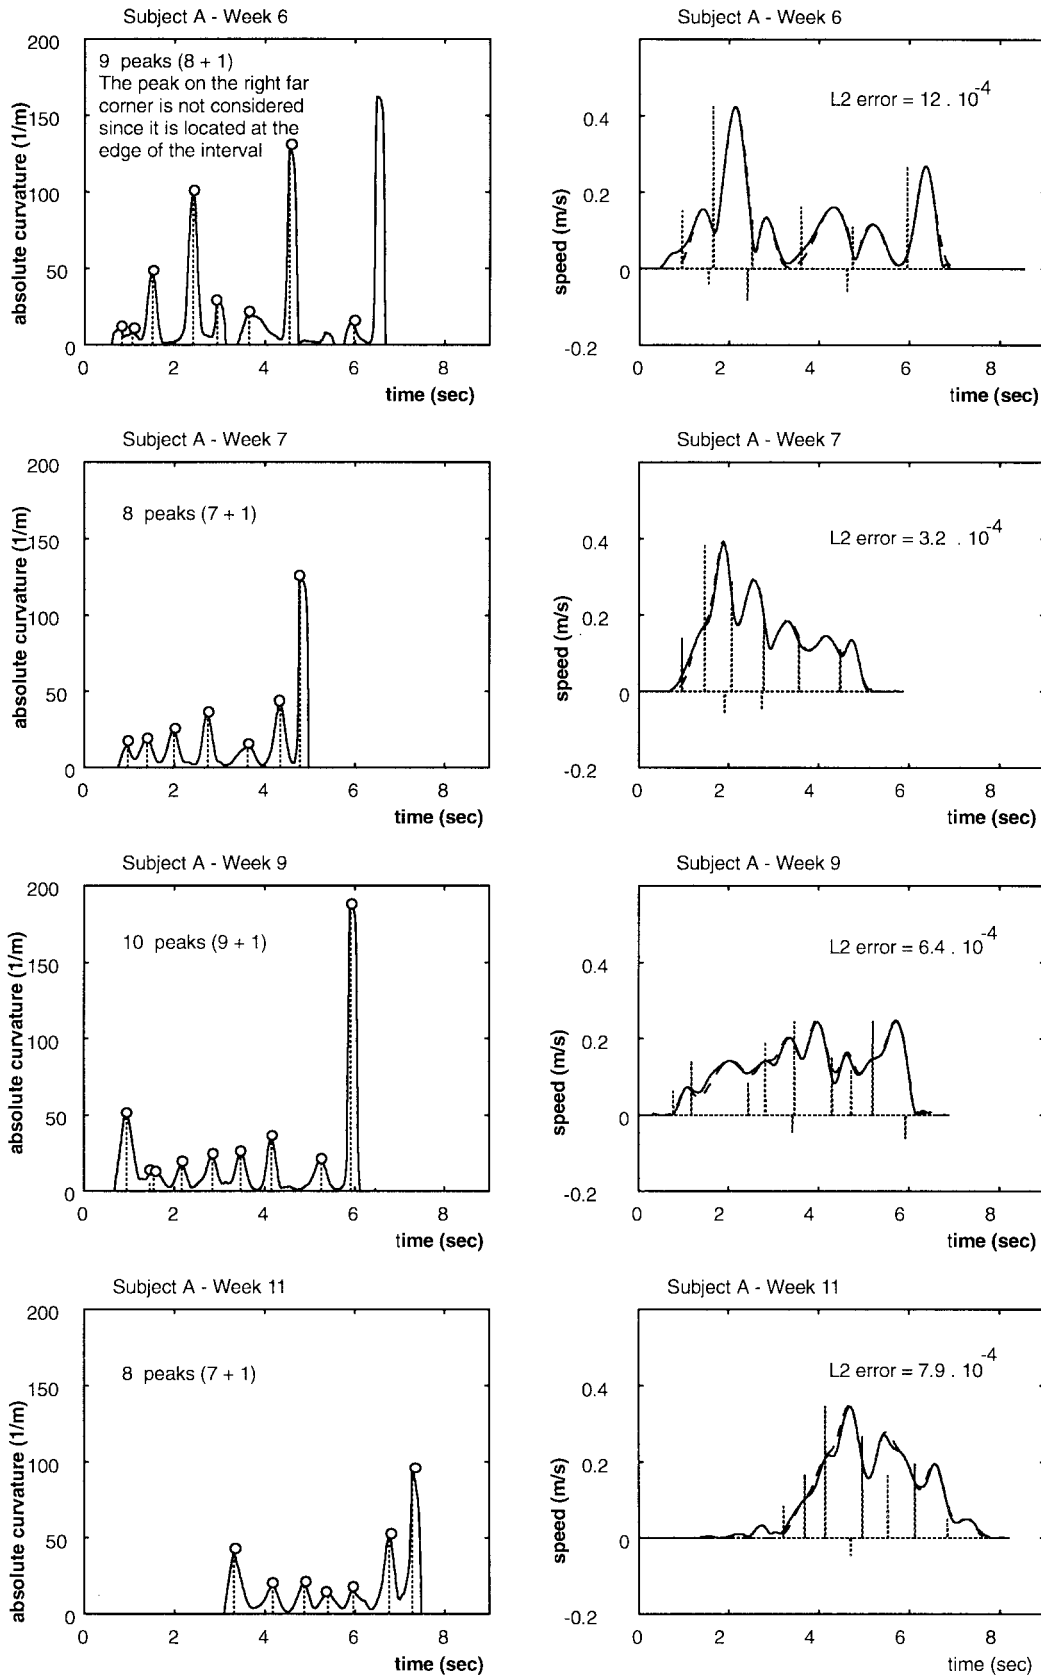 Subject A - Week 6
200
150
100
50
0
absolute curvature (1/m)
9 peaks (8 + 1)
The peak on the right far
corner is not considered
since it is located at the
edge of the interval
0 2 4 6 8
time (sec)
Subject A - Week 6
0.4
0.2
0
-0.2
speed (m/s)
L2 error = 12 . 10-4
0 2 4 6 8
time (sec)
Subject A - Week 7
200
150
100
50
0
absolute curvature (1/m)
8 peaks (7 + 1)
0 2 4 6 8
time (sec)
Subject A - Week 7
0.4
0.2
0
-0.2
speed (m/s)
L2 error = 3.2 . 10-4
0 2 4 6 8
time (sec)
Subject A - Week 9
200
150
100
50
0
absolute curvature (1/m)
10 peaks (9 + 1)
0 2 4 6 8
time (sec)
Subject A - Week 9
0.4
0.2
0
-0.2
speed (m/s)
L2 error = 6.4 . 10-4
0 2 4 6 8
time (sec)
Subject A - Week 11
200
150
100
50
0
absolute curvature (1/m)
8 peaks (7 + 1)
0 2 4 6 8
time (sec)
Subject A - Week 11
0.4
0.2
0
-0.2
speed (m/s)
L2 error = 7.9 . 10-4
0 2 4 6 8
time (sec)